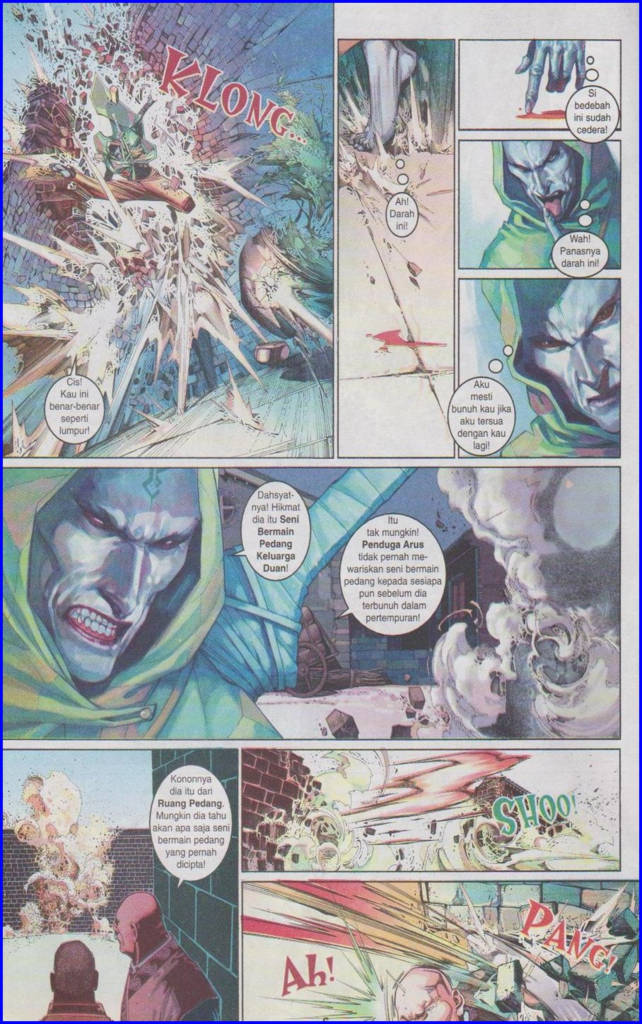 KLONG...
Cis!
Kau ini
benar-benar
seperti
lumpur!
Ah!
Darah
ini!
Si
bedebah
ini sudah
cedera!
Wah!
Panasnya
darah ini!
Aku
mesti
bunuh kau jika
aku tersua
dengan kau
lagi!
Dahsyat-
nya! Hikmat
dia itu Seni
Bermain
Pedang
Keluarga
Duan!
Itu
tak mungkin!
Penduga Arus
tidak pernah me-
wariskan seni bermain
pedang kepada sesiapa
pun sebelum dia
terbunuh dalam
pertempuran!
Kononnya
dia itu dari
Ruang Pedang.
Mungkin dia tahu
akan apa saja seni
bermain pedang
yang pernah
dicipta!
SHOO!
Ah!
PANG!